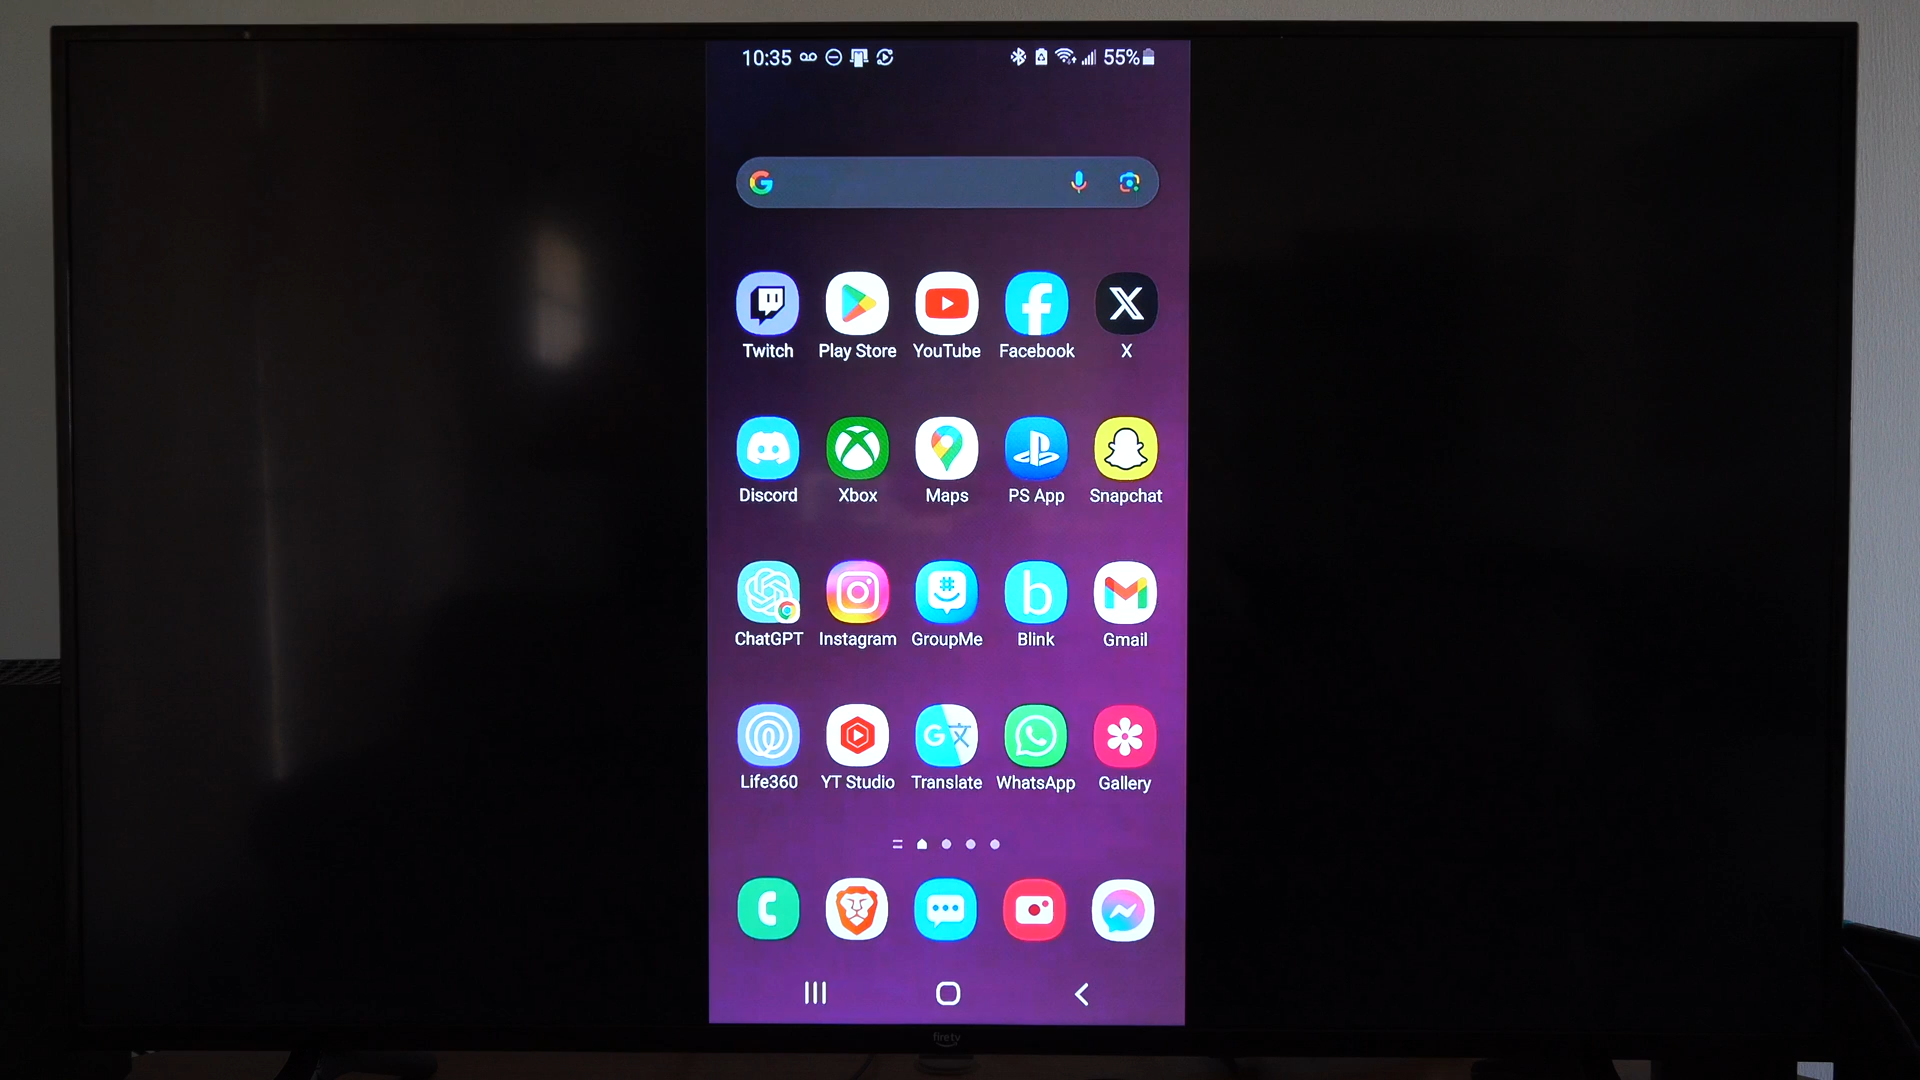 10:35 55%
Twitch Play Store YouTube Facebook X
Discord Xbox Maps PS App Snapchat
ChatGPT Instagram GroupMe Blink Gmail
Life360 YT Studio Translate WhatsApp Gallery
firetv